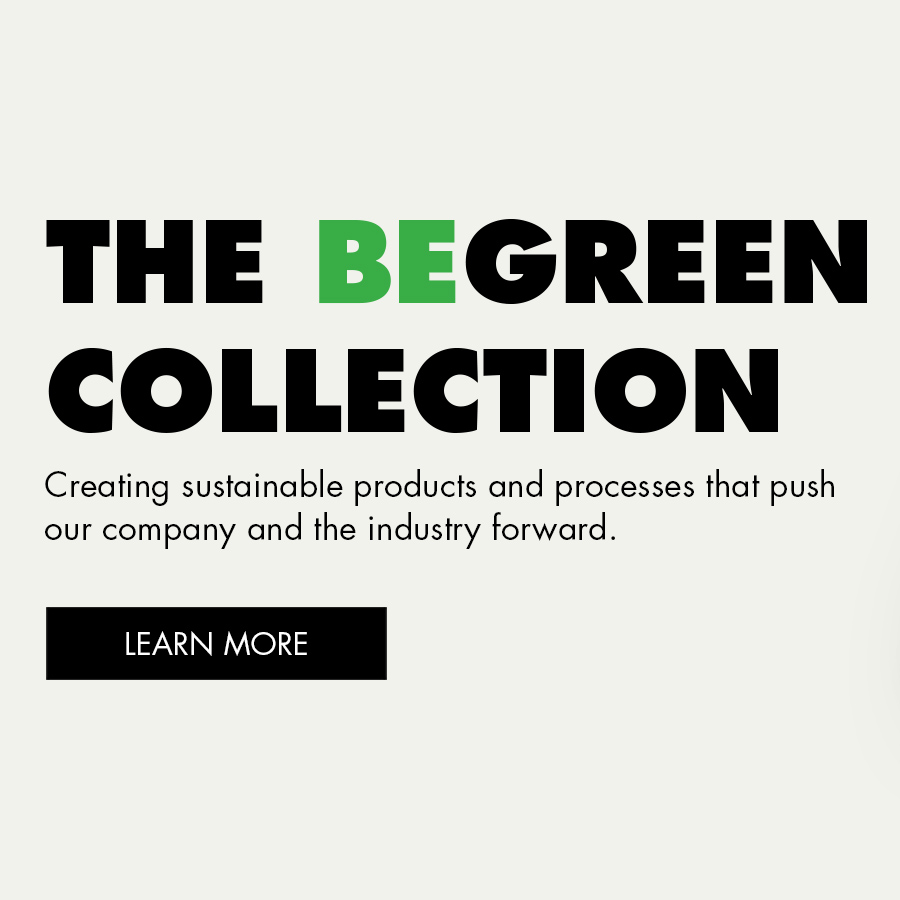 THE BEGREEN
COLLECTION
Creating sustainable products and processes that push
our company and the industry forward.
LEARN MORE